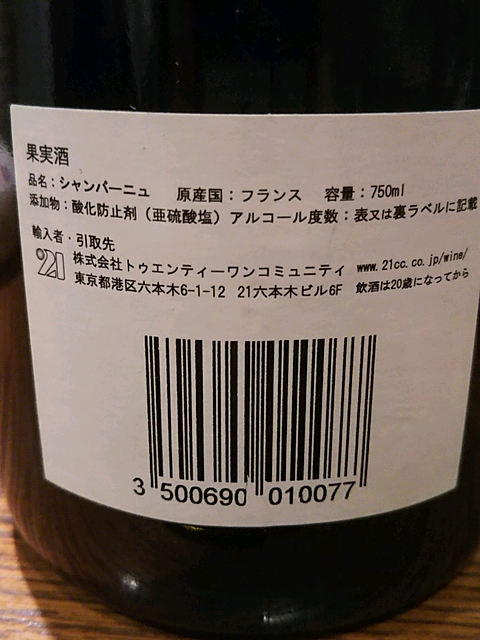 果実酒
品名：シャンパーニュ　原産国：フランス　容量：750ml
添加物：酸化防止剤（亜硫酸塩）アルコール度数：表又は裏ラベルに記載
輸入者・引取先
21 株式会社トゥエンティーワンコミュニティ www.21cc.co.jp/wine/
東京都港区六本木6-1-12 21六本木ビル6F 飲酒は20歳になってから
3 500690 010077